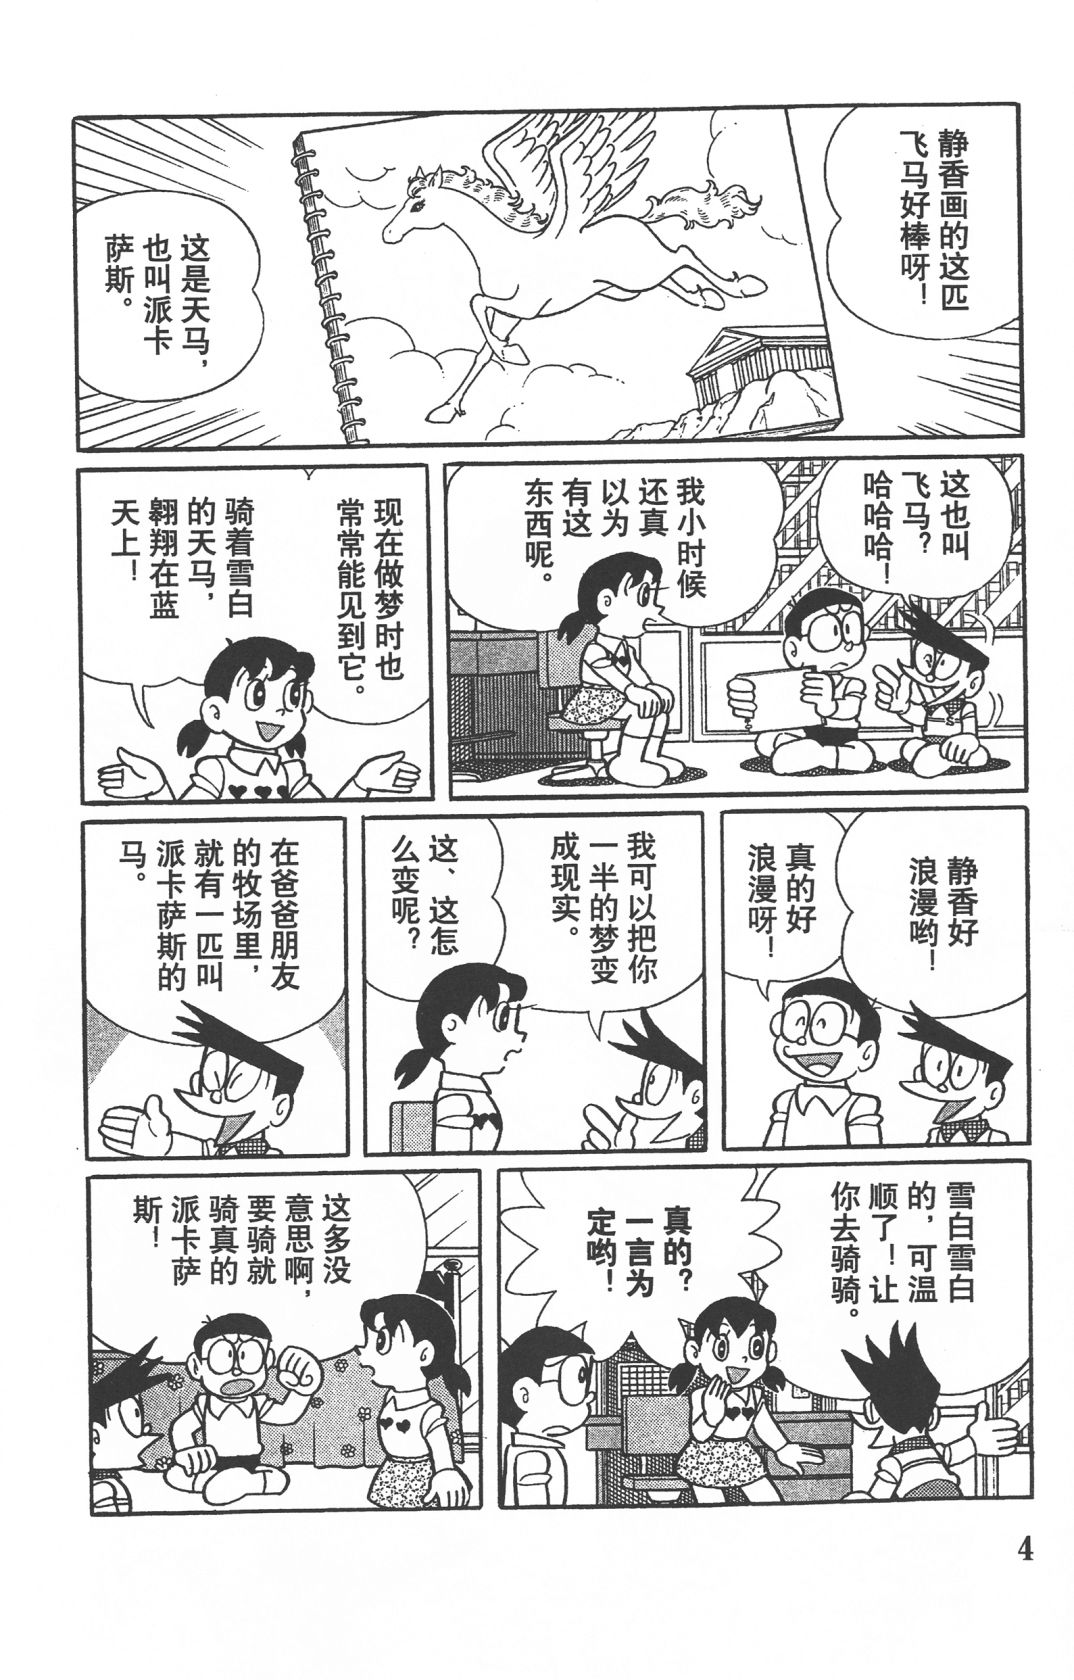 静香画的这匹
飞马好棒呀！
这是天马，
也叫派卡
萨斯。
这也叫
飞马？
哈哈哈！
我小时候
还真
以为
有这
东西呢。
现在做梦时也
常常能见到它。
骑着雪白
的天马，
翱翔在蓝
天上！
静香好
浪漫哟！
真的好
浪漫呀！
我可以把你
一半的梦变
成现实。
这、这怎
么变呢？
在爸爸朋友
的牧场里，
就有一匹叫
派卡萨斯的
马。
雪白雪白
的，可温
顺了！让
你去骑骑。
真的？
一言为
定哟！
这多没
意思啊，
要骑就
骑真的
派卡萨
斯！
4